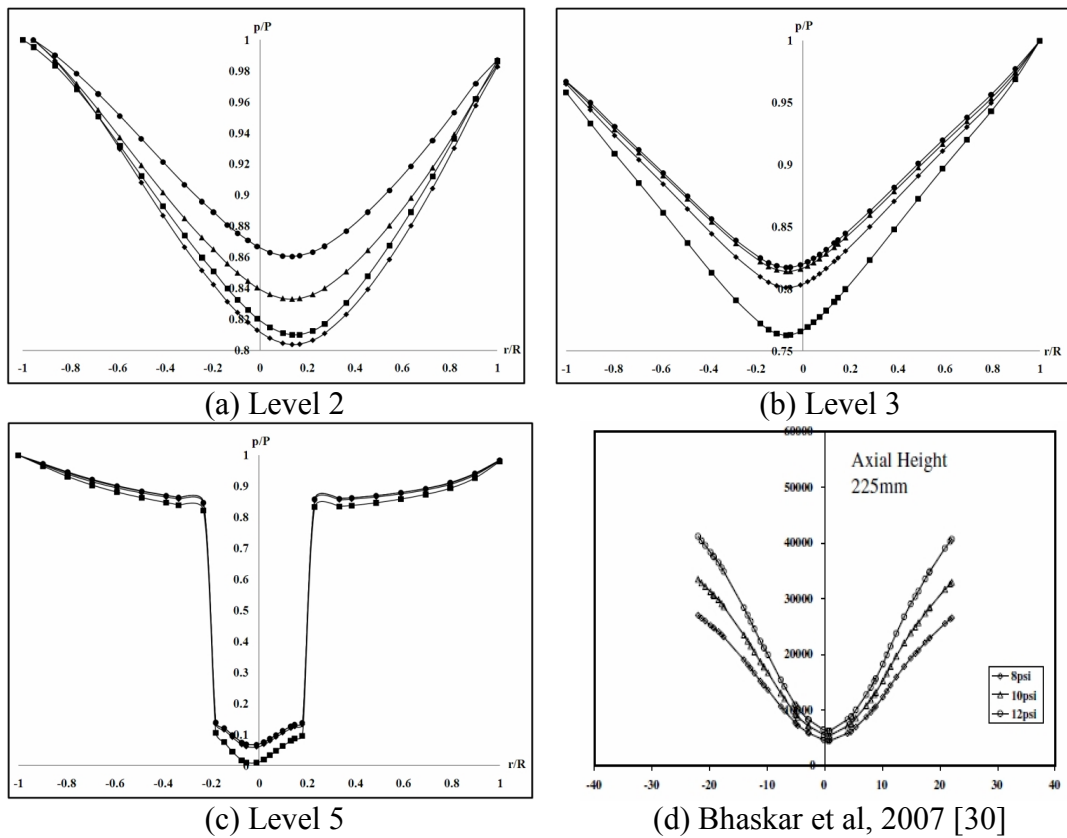 p/P
1
0.98
0.96
0.94
0.92
0.9
0.88
0.86
0.84
0.82
0.8
r/R
-1 -0.8 -0.6 -0.4 -0.2 0 0.2 0.4 0.6 0.8 1
(a) Level 2
p/P
1
0.95
0.9
0.85
0.8
0.75
r/R
-1 -0.8 -0.6 -0.4 -0.2 0 0.2 0.4 0.6 0.8 1
(b) Level 3
p/P
1
0.9
0.8
0.7
0.6
0.5
0.4
0.3
0.2
0.1
0
r/R
-1 -0.8 -0.6 -0.4 -0.2 0 0.2 0.4 0.6 0.8 1
(c) Level 5
60000
Axial Height
225mm
50000
40000
30000
20000
10000
0
8psi
10psi
12psi
-40 -30 -20 -10 0 10 20 30 40
(d) Bhaskar et al, 2007 [30]